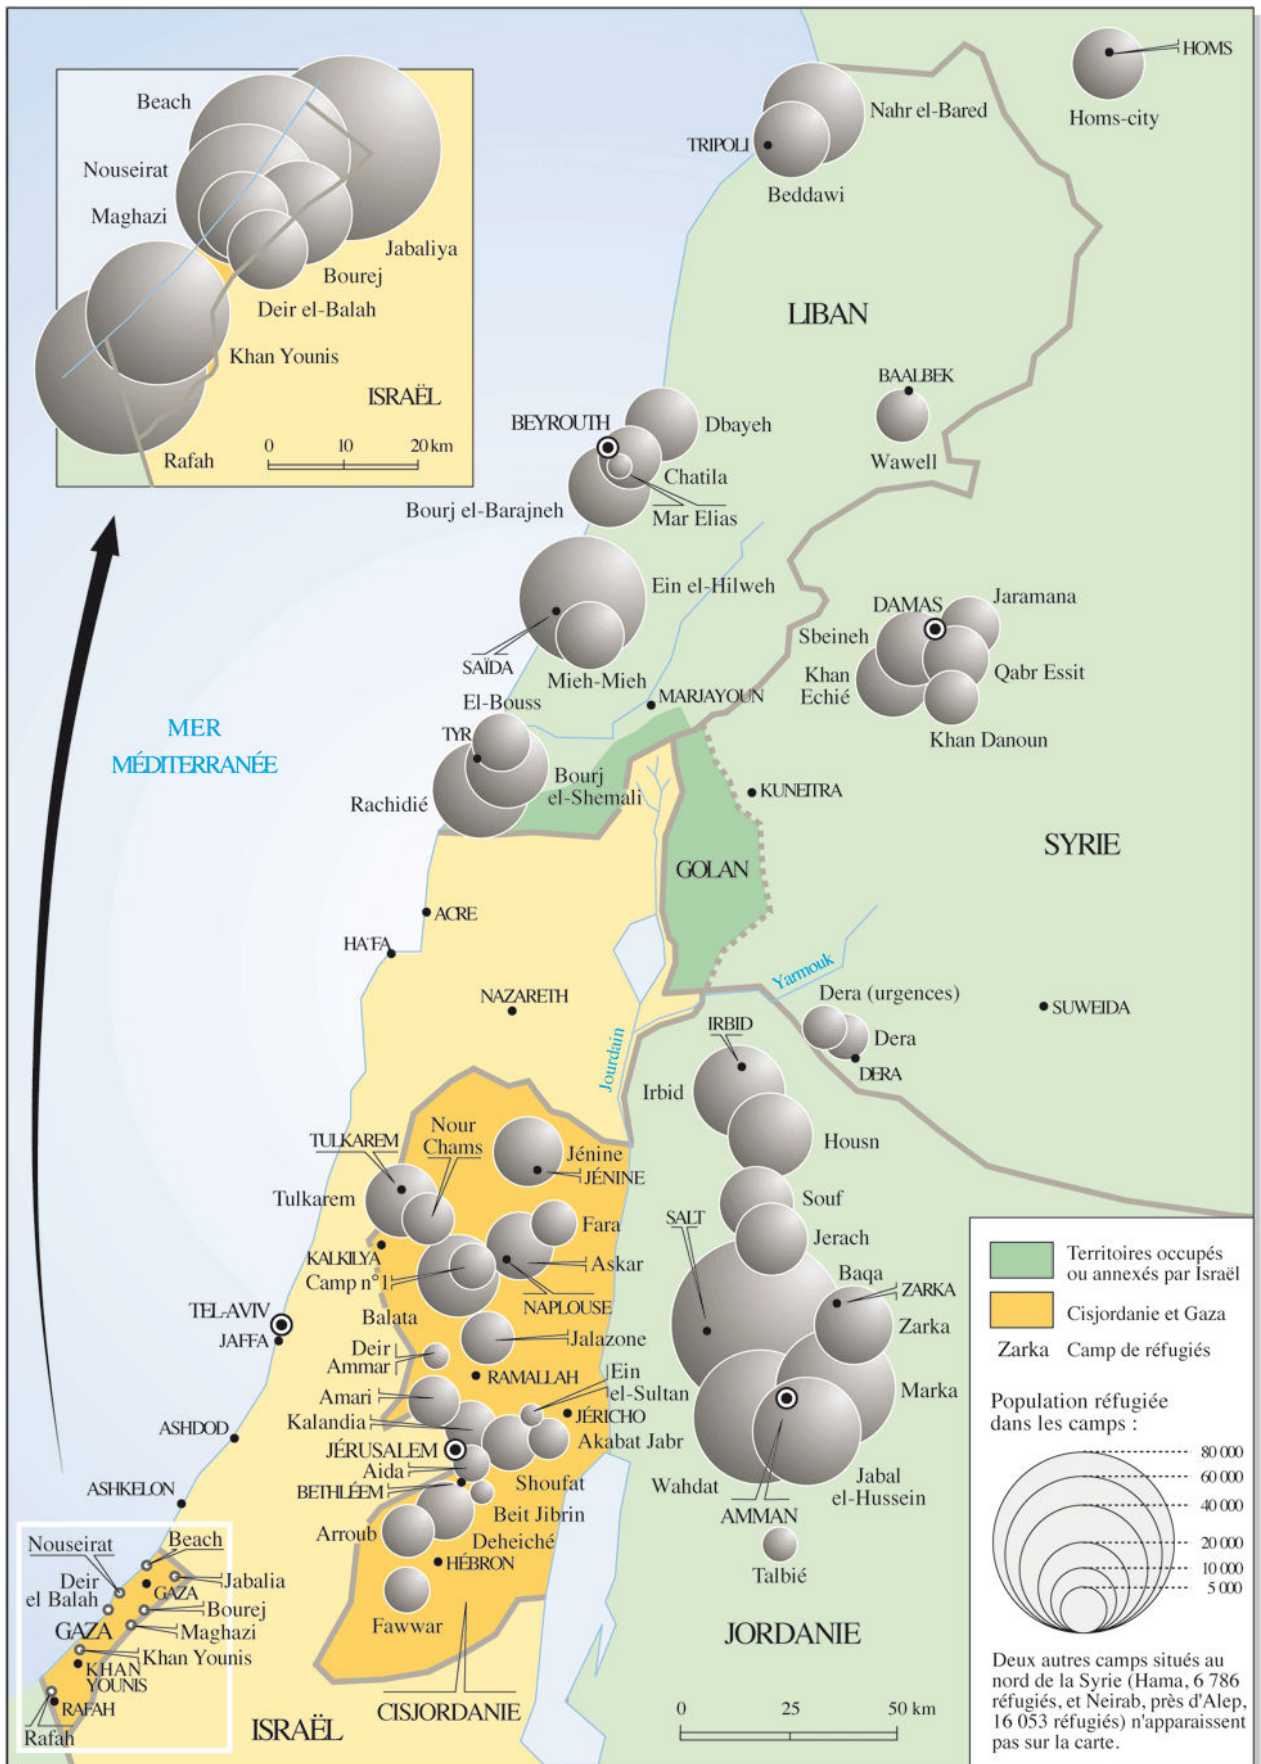 Beach
Nouseirat
Maghazi
Jabaliya
Bourej
Deir el-Balah
Khan Younis
ISRAËL
Rafah
0 10 20 km
HOMS
Homs-city
Nahr el-Bared
TRIPOLI
Beddawi
LIBAN
BAALBEK
Wawell
BEYROUTH
Dbayeh
Chatila
Bourj el-Barajneh
Mar Elias
Ein el-Hilweh
SAÏDA
Mieh-Mieh
DAMAS
Jaramana
Sbeineh
Khan
Echié
Qabr Essit
Khan Danoun
El-Bouss
MARJAYOUN
TYR
Bourj
el-Shemali
Rachidié
MER
MÉDITERRANÉE
KUNEITRA
SYRIE
GOLAN
ACRE
HAÏFA
NAZARETH
Yarmouk
Jourdain
Dera (urgences)
Dera
DERA
SUWEIDA
IRBID
Irbid
Housn
Souf
SALT
Jerach
Baqa
ZARKA
Zarka
Marka
Wahdat
Jabal
el-Hussein
AMMAN
Talbié
JORDANIE
Nour
Chams
TULKAREM
Tulkarem
Jénine
JÉNINE
Fara
KALKILYA
Camp n°1
Askar
NAPLOUSE
Balata
TEL-AVIV
JAFFA
Deir
Ammar
Jalazone
RAMALLAH
Ein
el-Sultan
Amari
Kalandia
JÉRICHO
ASHDOD
JÉRUSALEM
Akabat Jabr
Aida
Shoufat
BETHLÉEM
Beit Jibrin
ASHKELON
Arroub
Deheiché
HÉBRON
Fawwar
CISJORDANIE
ISRAËL
0 25 50 km
Nouseirat
Beach
Deir
el Balah
GAZA
Jabalia
Bourej
GAZA
Maghazi
Khan Younis
KHAN
YOUNIS
RAFAH
Rafah
Territoires occupés
ou annexés par Israël
Cisjordanie et Gaza
Zarka Camp de réfugiés
Population réfugiée
dans les camps :
80 000
60 000
40 000
20 000
10 000
5 000
Deux autres camps situés au
nord de la Syrie (Hama, 6 786
réfugiés, et Neirab, près d'Alep,
16 053 réfugiés) n'apparaissent
pas sur la carte.